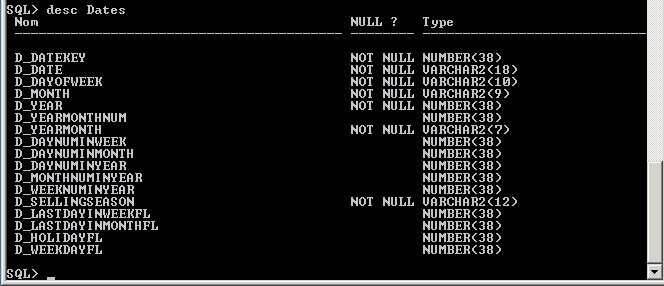 SQL> desc Dates
Nom NULL ? Type
----------------------------------------- -------- ----------------------------
D_DATEKEY NOT NULL NUMBER(38)
D_DATE NOT NULL VARCHAR2(18)
D_DAYOFWEEK NOT NULL VARCHAR2(10)
D_MONTH NOT NULL VARCHAR2(9)
D_YEAR NOT NULL NUMBER(38)
D_YEARMONTHNUM NUMBER(38)
D_YEARMONTH NOT NULL VARCHAR2(7)
D_DAYNUMINWEEK NUMBER(38)
D_DAYNUMINMONTH NUMBER(38)
D_DAYNUMINYEAR NUMBER(38)
D_MONTHNUMINYEAR NUMBER(38)
D_WEEKNUMINYEAR NUMBER(38)
D_SELLINGSEASON NOT NULL VARCHAR2(12)
D_LASTDAYINWEEKFL NUMBER(38)
D_LASTDAYINMONTHFL NUMBER(38)
D_HOLIDAYFL NUMBER(38)
D_WEEKDAYFL NUMBER(38)
SQL> _